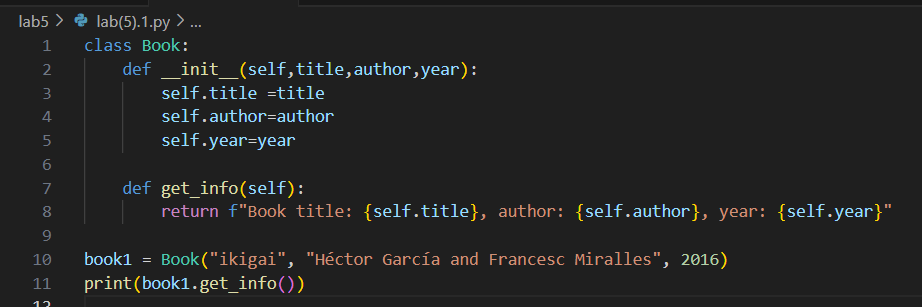 lab5 > lab(5).1.py > ...
1 class Book:
2     def __init__(self,title,author,year):
3         self.title =title
4         self.author=author
5         self.year=year
6
7     def get_info(self):
8         return f"Book title: {self.title}, author: {self.author}, year: {self.year}"
9
10 book1 = Book("ikigai", "Héctor García and Francesc Miralles", 2016)
11 print(book1.get_info())
12